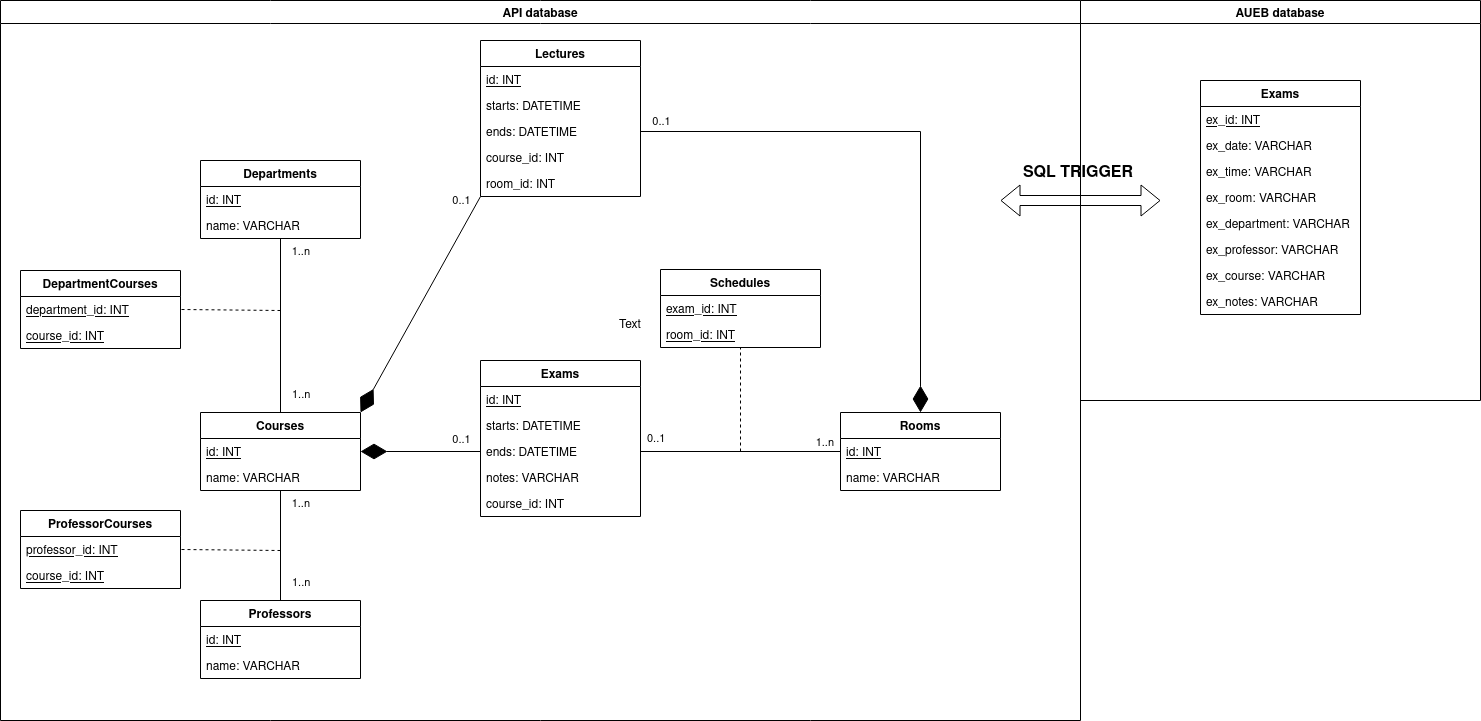 API database
AUEB database
Lectures
id: INT
starts: DATETIME
ends: DATETIME
course_id: INT
room_id: INT
0..1
0..1
Departments
id: INT
name: VARCHAR
1..n
DepartmentCourses
department_id: INT
course_id: INT
1..n
Schedules
exam_id: INT
room_id: INT
Text
Exams
id: INT
starts: DATETIME
ends: DATETIME
notes: VARCHAR
course_id: INT
0..1
0..1
1..n
Courses
id: INT
name: VARCHAR
1..n
Rooms
id: INT
name: VARCHAR
ProfessorCourses
professor_id: INT
course_id: INT
1..n
Professors
id: INT
name: VARCHAR
SQL TRIGGER
Exams
ex_id: INT
ex_date: VARCHAR
ex_time: VARCHAR
ex_room: VARCHAR
ex_department: VARCHAR
ex_professor: VARCHAR
ex_course: VARCHAR
ex_notes: VARCHAR